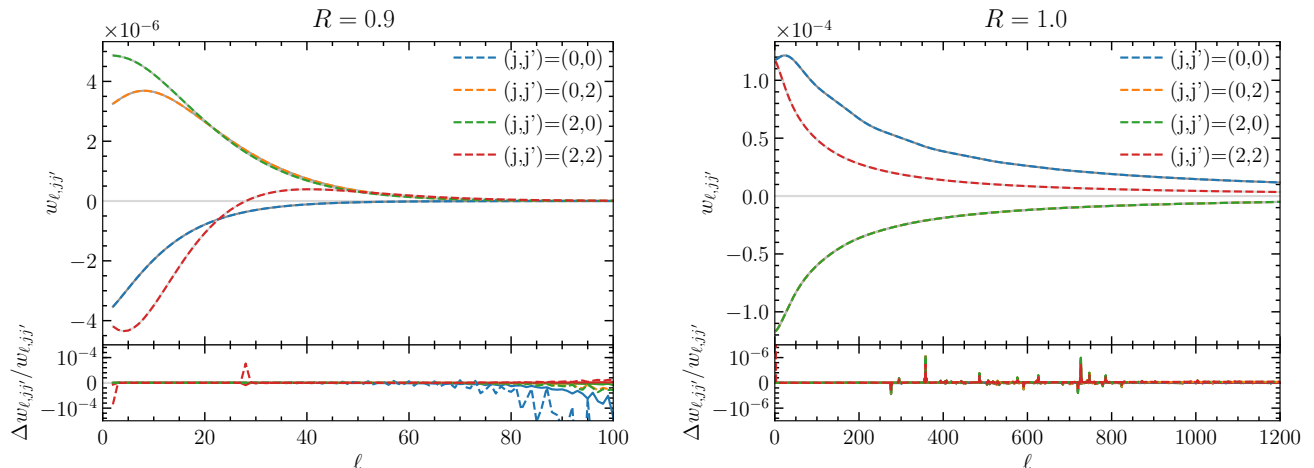 R = 0.9
×10⁻⁶
4
2
0
−2
−4
w_{ℓ,jj′}
(j,j')=(0,0)
(j,j')=(0,2)
(j,j')=(2,0)
(j,j')=(2,2)
10⁻⁴
0
−10⁻⁴
Δw_{ℓ,jj′}/w_{ℓ,jj′}
0 20 40 60 80 100
ℓ
R = 1.0
×10⁻⁴
1.0
0.5
0.0
−0.5
−1.0
w_{ℓ,jj′}
(j,j')=(0,0)
(j,j')=(0,2)
(j,j')=(2,0)
(j,j')=(2,2)
10⁻⁶
0
−10⁻⁶
Δw_{ℓ,jj′}/w_{ℓ,jj′}
0 200 400 600 800 1000 1200
ℓ